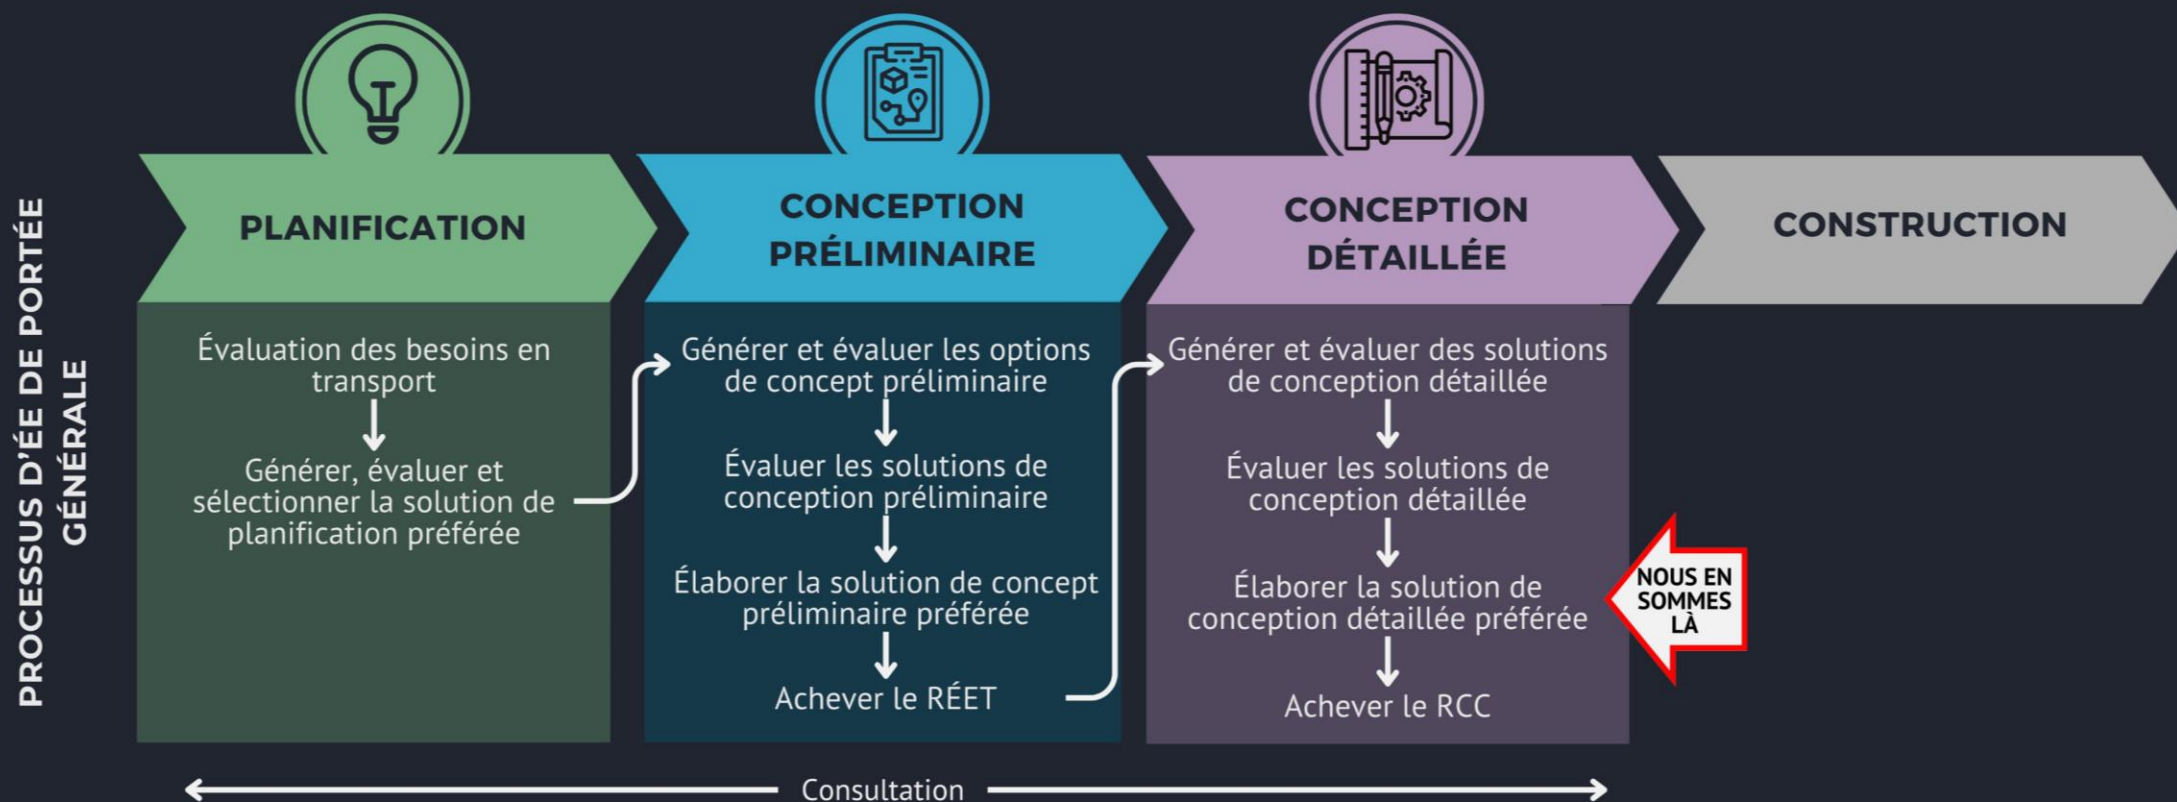 PROCESSUS D'ÉE DE PORTÉE
GÉNÉRALE
PLANIFICATION
Évaluation des besoins en
transport
Générer, évaluer et
sélectionner la solution de
planification préférée
CONCEPTION
PRÉLIMINAIRE
Générer et évaluer les options
de concept préliminaire
Évaluer les solutions de
conception préliminaire
Élaborer la solution de concept
préliminaire préférée
Achever le RÉET
CONCEPTION
DÉTAILLÉE
Générer et évaluer des solutions
de conception détaillée
Évaluer les solutions de
conception détaillée
Élaborer la solution de
conception détaillée préférée
Achever le RCC
NOUS EN
SOMMES
LÀ
CONSTRUCTION
Consultation